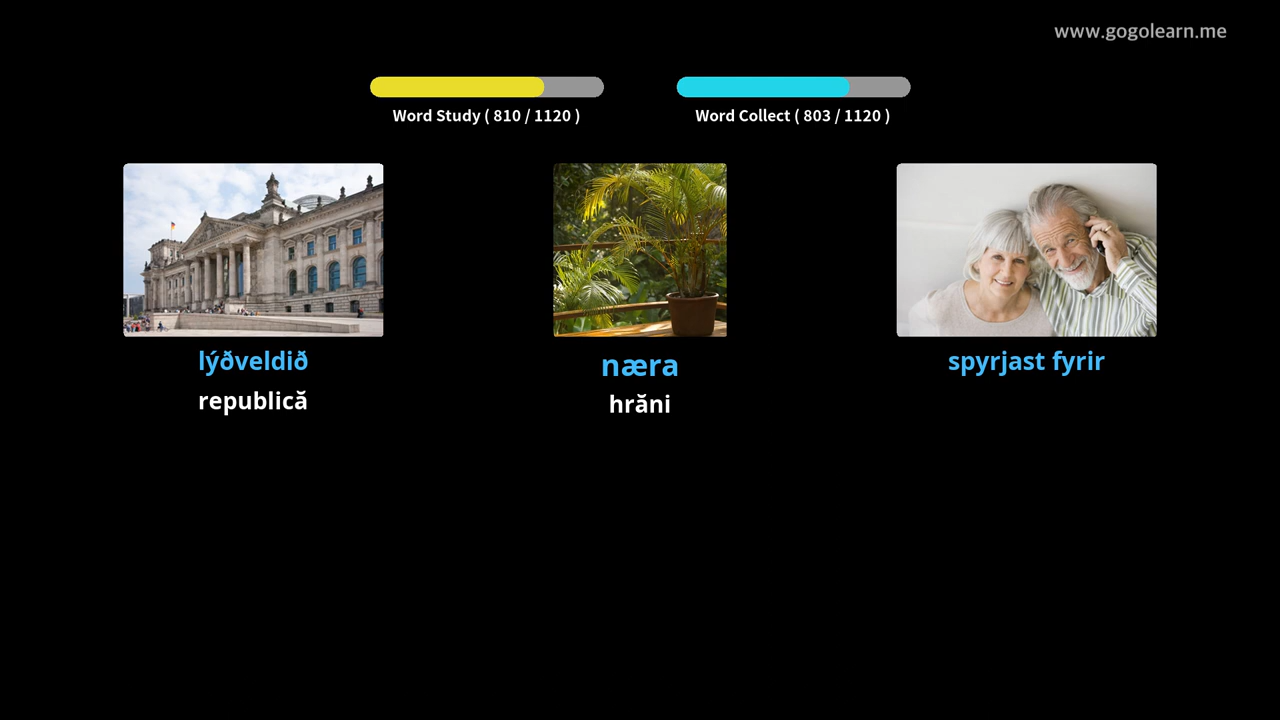 www.gogolearn.me
Word Study ( 810 / 1120 )
Word Collect ( 803 / 1120 )
lýðveldið
republică
næra
hrăni
spyrjast fyrir